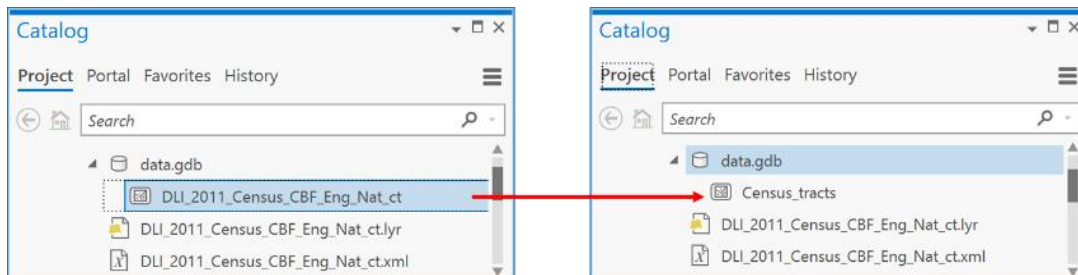 Catalog
Project Portal Favorites History
Search
data.gdb
DLI_2011_Census_CBF_Eng_Nat_ct
DLI_2011_Census_CBF_Eng_Nat_ct.lyr
DLI_2011_Census_CBF_Eng_Nat_ct.xml
Catalog
Project Portal Favorites History
Search
data.gdb
Census_tracts
DLI_2011_Census_CBF_Eng_Nat_ct.lyr
DLI_2011_Census_CBF_Eng_Nat_ct.xml